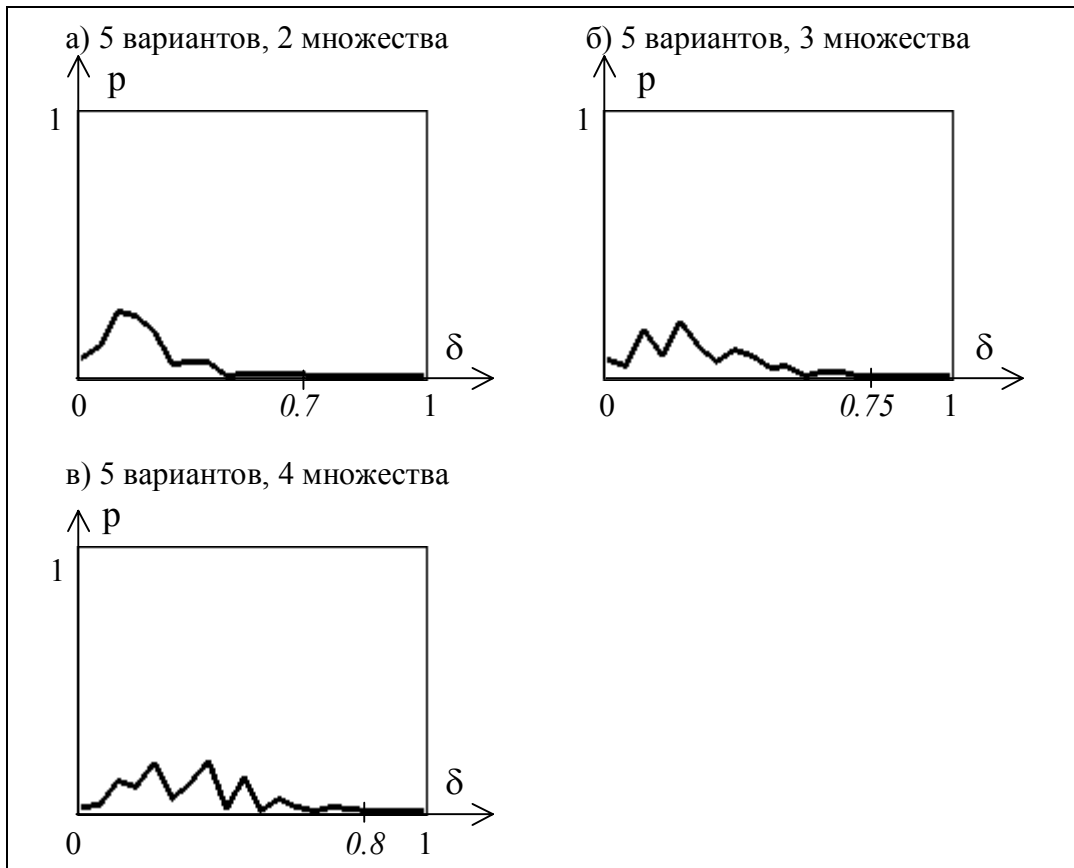 а) 5 вариантов, 2 множества
p
1
δ
0
0.7
1
б) 5 вариантов, 3 множества
p
1
δ
0
0.75
1
в) 5 вариантов, 4 множества
p
1
δ
0
0.8
1